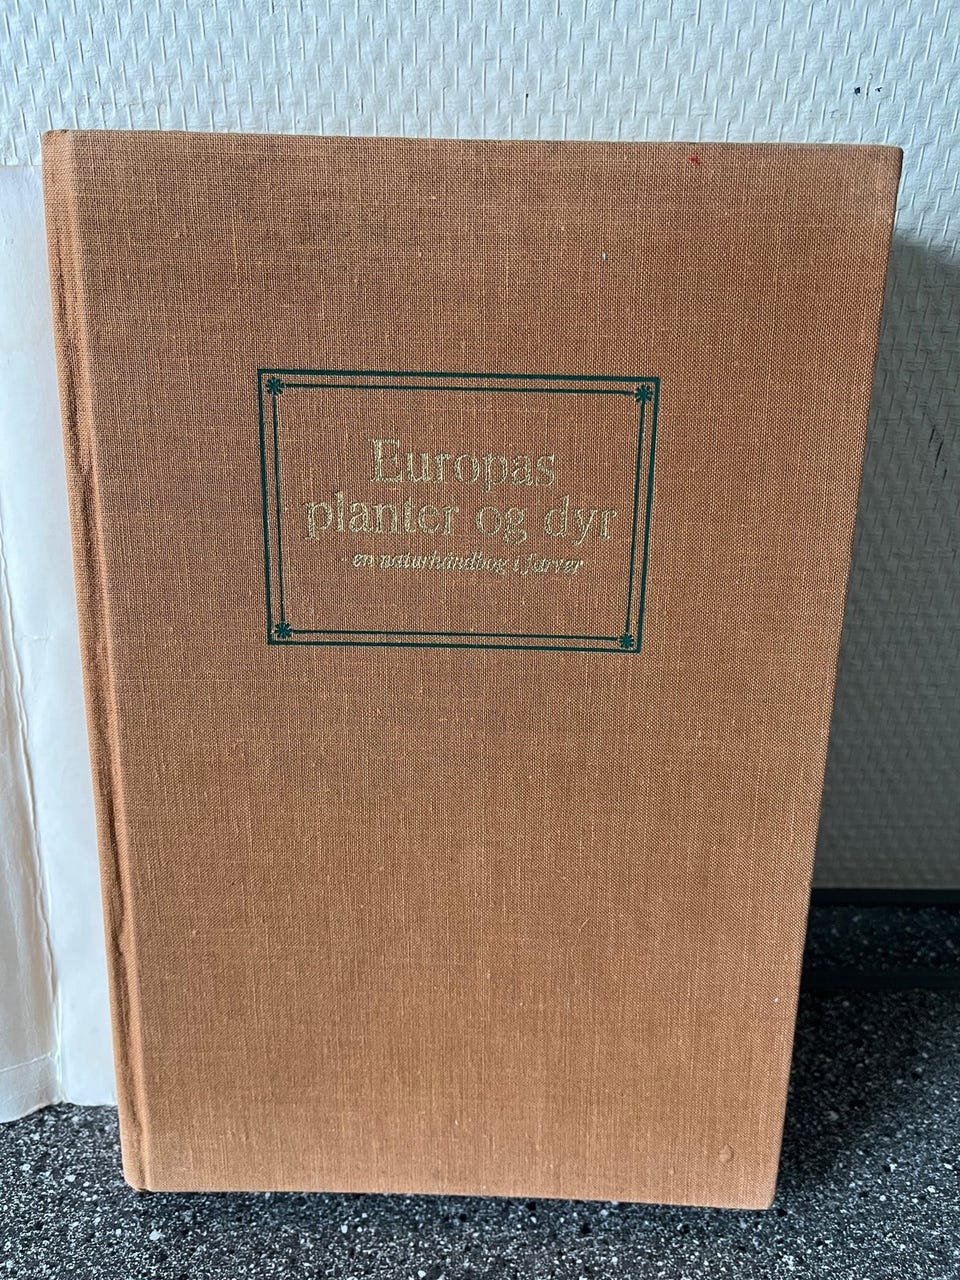 Europas
planter og dyr
- en naturhåndbog i farver